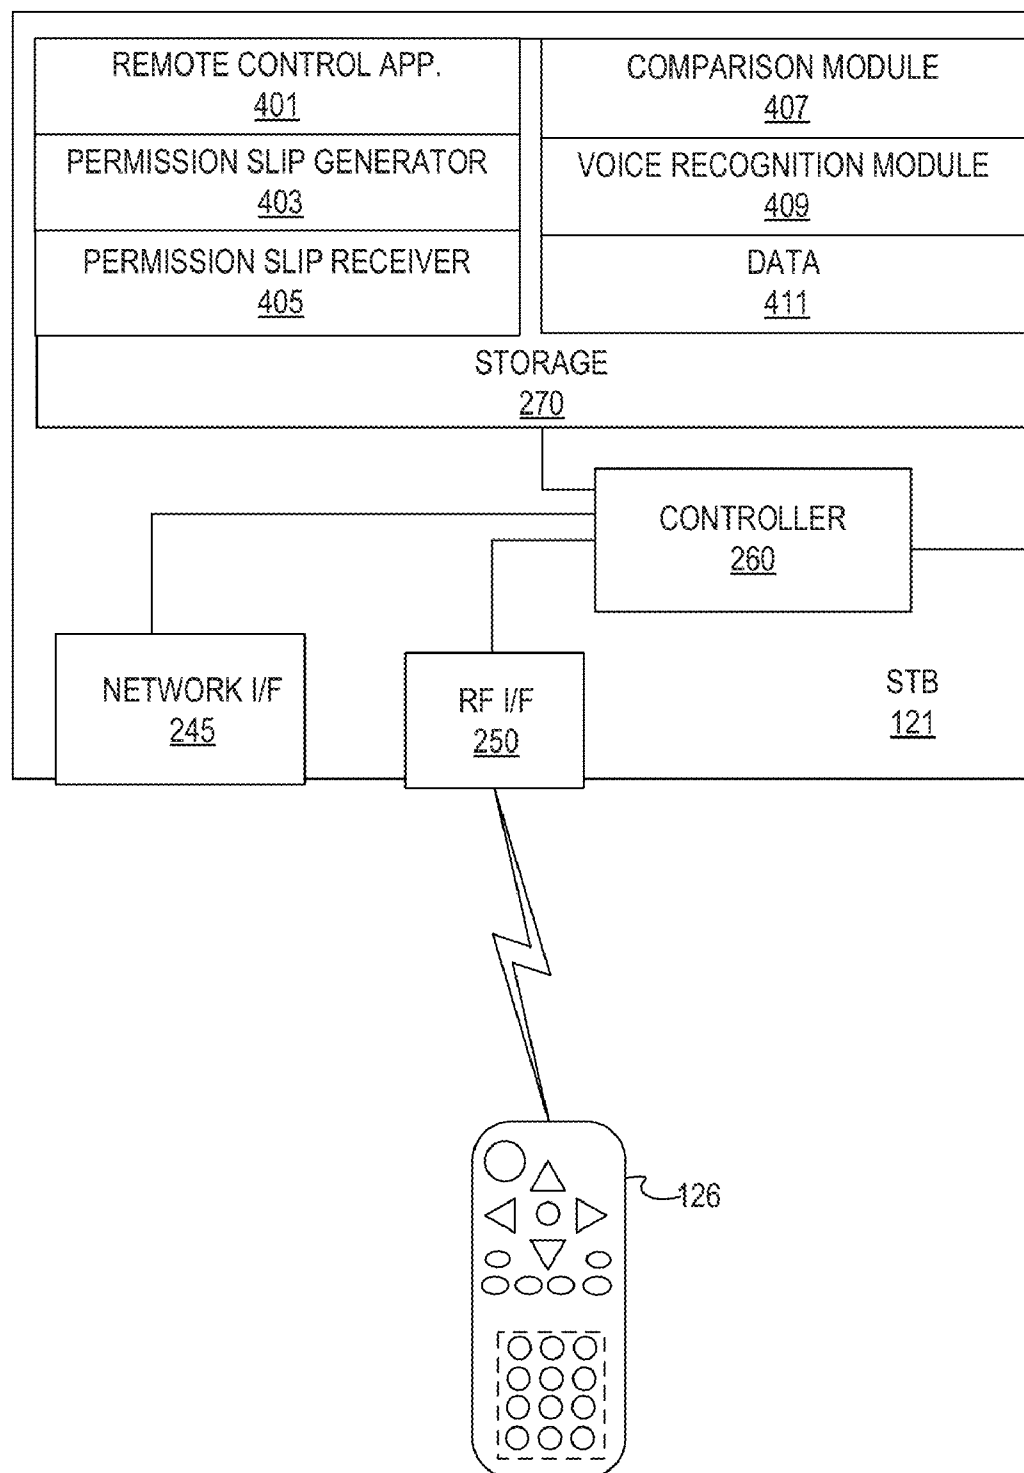 REMOTE CONTROL APP.
401
PERMISSION SLIP GENERATOR
403
PERMISSION SLIP RECEIVER
405
COMPARISON MODULE
407
VOICE RECOGNITION MODULE
409
DATA
411
STORAGE
270
CONTROLLER
260
NETWORK I/F
245
RF I/F
250
STB
121
126